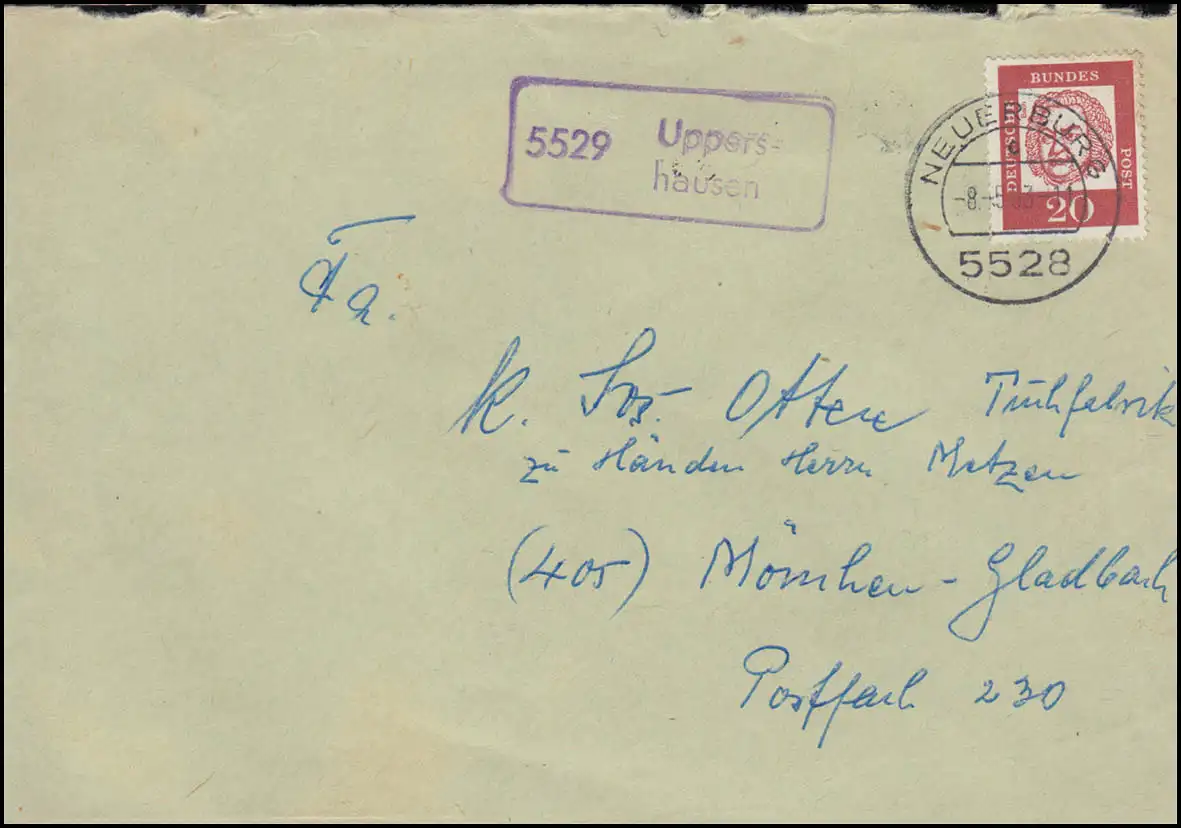 5529 Uppers-
hausen
DEUTSCHE BUNDES POST
20
NEUERBURG
5528
Fa.
K. Jos. Otten Tuchfabrik
zu Händen Herrn Metzen
(405) Mönchen-Gladbach
Postfach 230